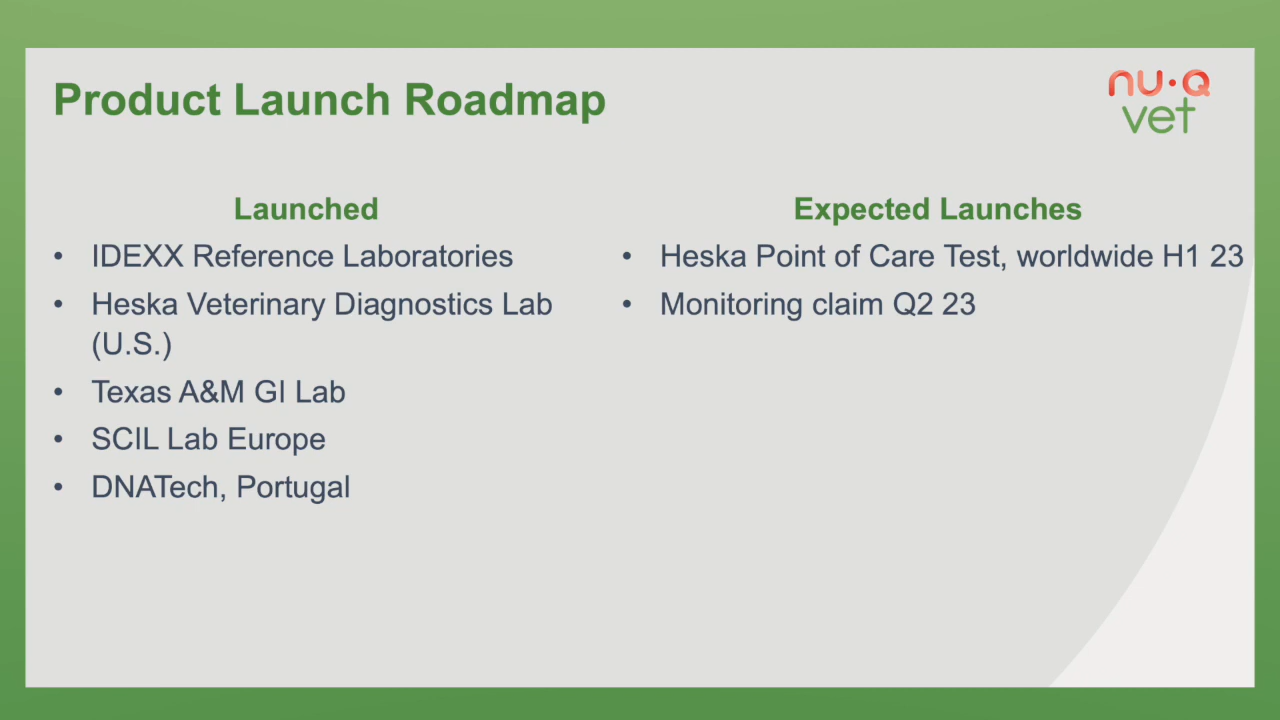 Product Launch Roadmap
nu·Q
vet
Launched
• IDEXX Reference Laboratories
• Heska Veterinary Diagnostics Lab
(U.S.)
• Texas A&M GI Lab
• SCIL Lab Europe
• DNATech, Portugal
Expected Launches
• Heska Point of Care Test, worldwide H1 23
• Monitoring claim Q2 23